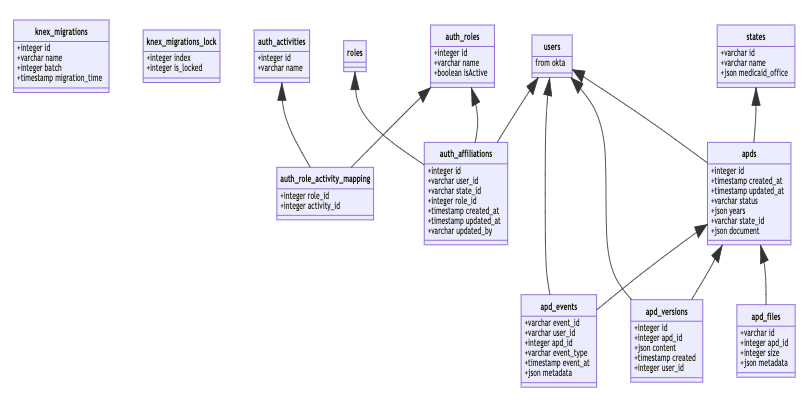 knex_migrations
+integer id
+varchar name
+integer batch
+timestamp migration_time
knex_migrations_lock
+integer index
+integer is_locked
auth_activities
+integer id
+varchar name
roles
auth_roles
+integer id
+varchar name
+boolean isActive
users
from okta
states
+varchar id
+varchar name
+json medicaid_office
auth_role_activity_mapping
+integer role_id
+integer activity_id
auth_affiliations
+integer id
+varchar user_id
+varchar state_id
+integer role_id
+timestamp created_at
+timestamp updated_at
+varchar updated_by
apds
+integer id
+timestamp created_at
+timestamp updated_at
+varchar status
+json years
+varchar state_id
+json document
apd_events
+varchar event_id
+varchar user_id
+integer apd_id
+varchar event_type
+timestamp event_at
+json metadata
apd_versions
+integer id
+integer apd_id
+json content
+timestamp created
+integer user_id
apd_files
+varchar id
+integer apd_id
+integer size
+json metadata